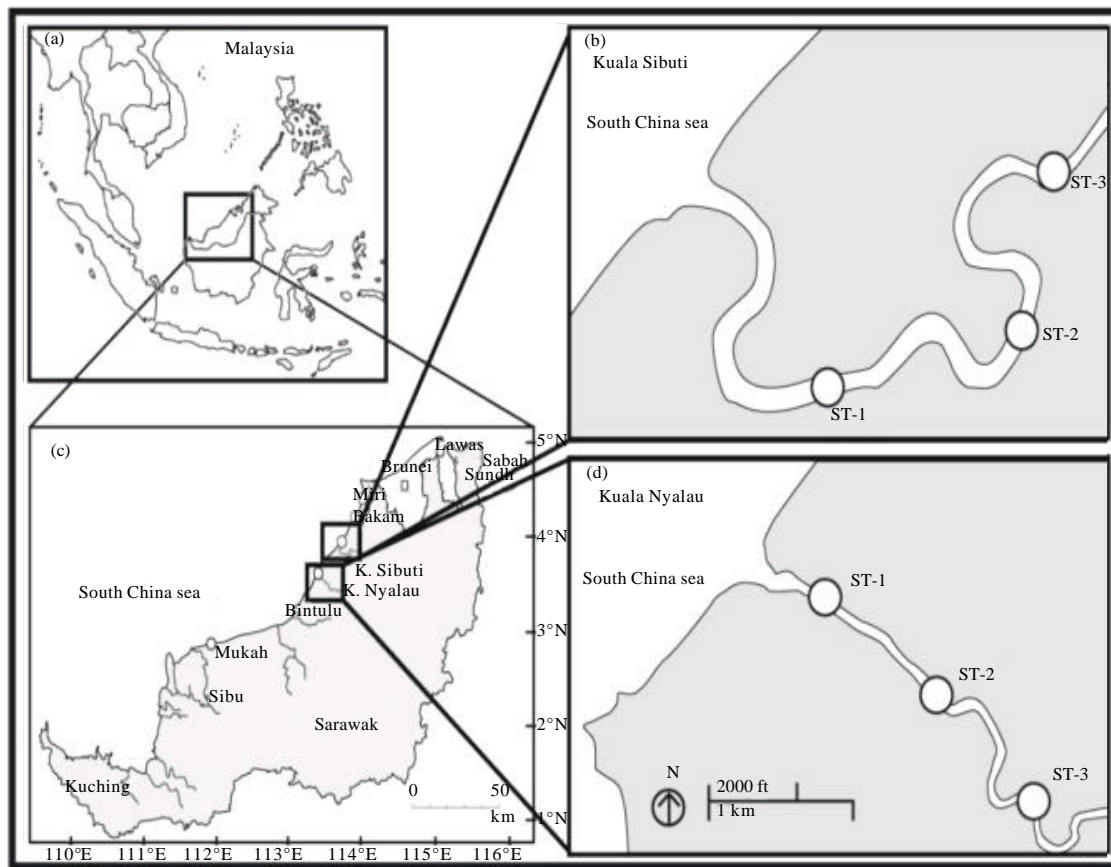 (a)
Malaysia
(b)
Kuala Sibuti
South China sea
ST-3
ST-2
ST-1
(c)
5°N
Lawas
Sabah
Brunei
Sundh
Miri
Bakam
4°N
K. Sibuti
South China sea
K. Nyalau
Bintulu
3°N
Mukah
Sibu
Sarawak
2°N
Kuching
0 50
km
1°N
110°E 111°E 112°E 113°E 114°E 115°E 116°E
(d)
Kuala Nyalau
South China sea
ST-1
ST-2
ST-3
N
2000 ft
1 km